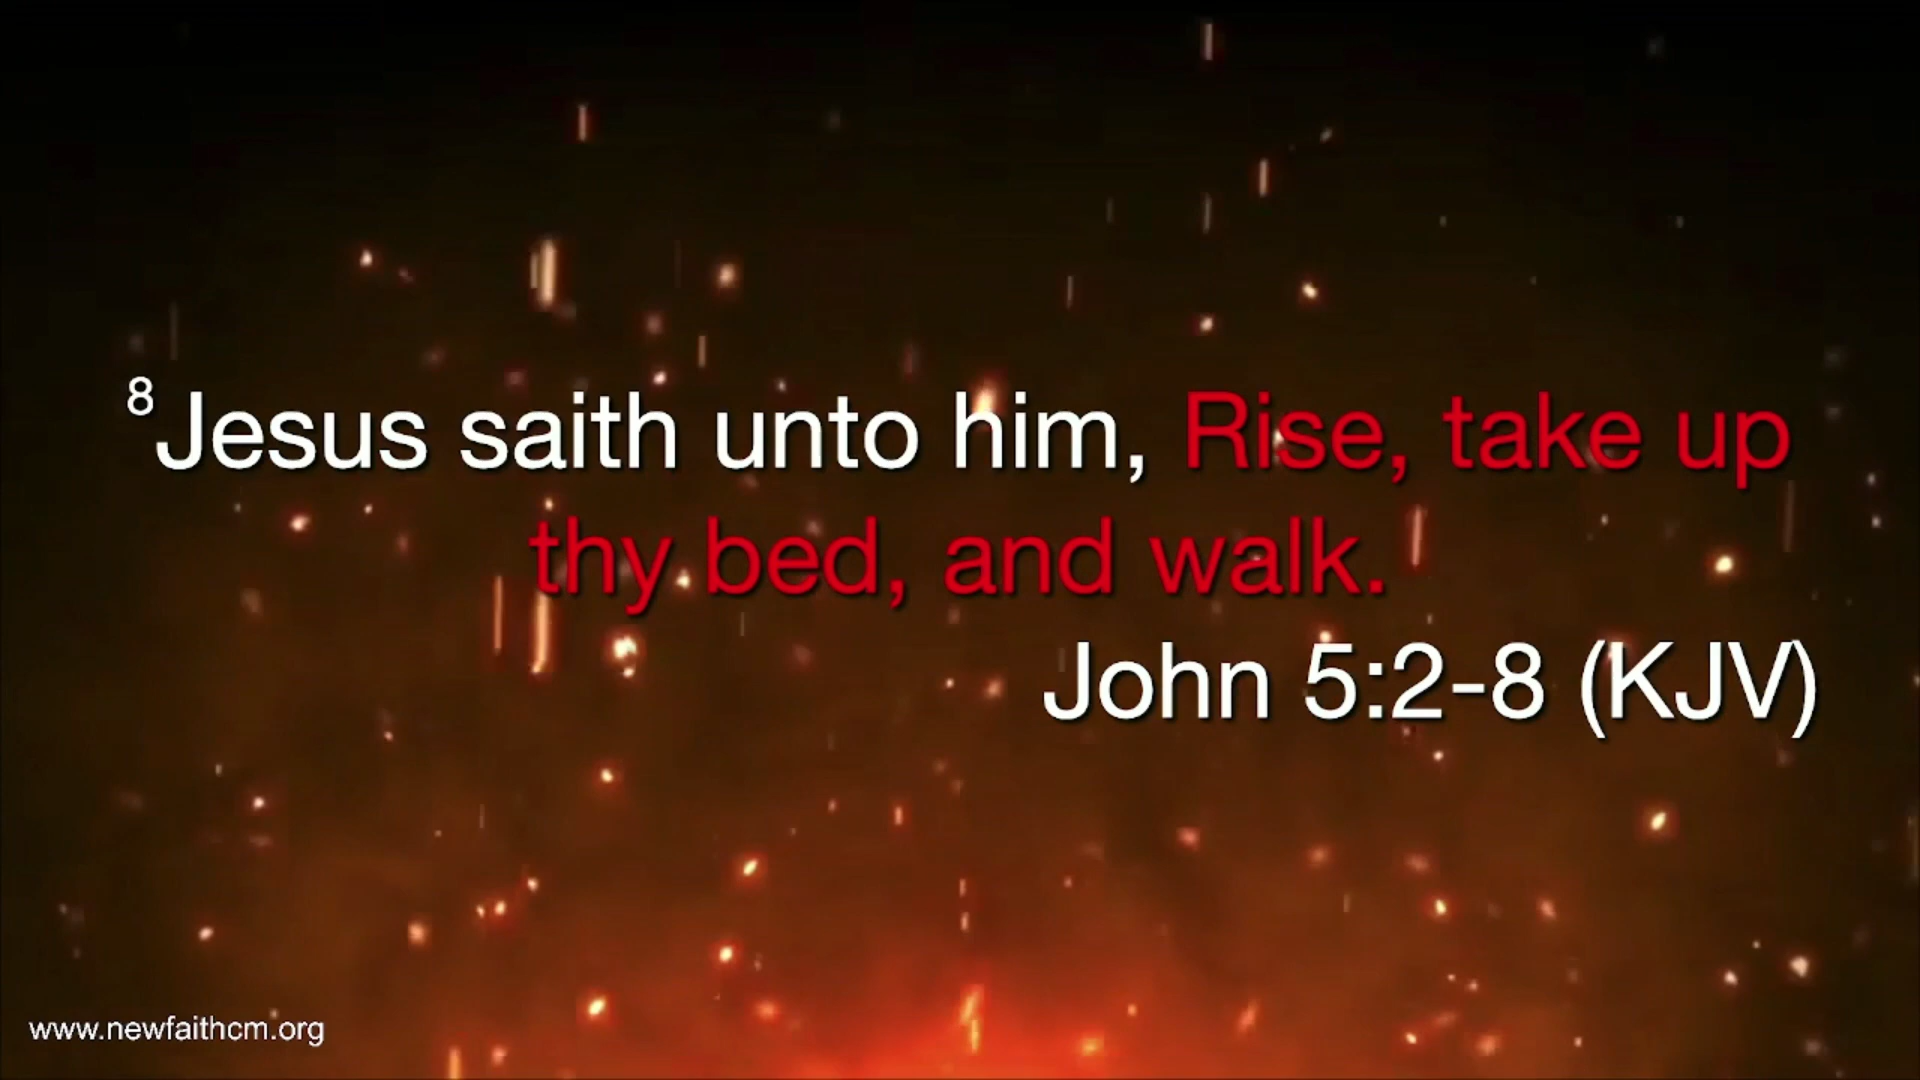 8Jesus saith unto him, Rise, take up
thy bed, and walk.
John 5:2-8 (KJV)
www.newfaithcm.org